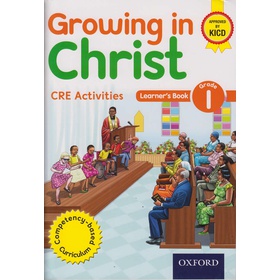 Growing in
Christ
APPROVED
BY
KICD
CRE Activities
Learner's Book
Grade
1
Competency-based
Curriculum
OXFORD